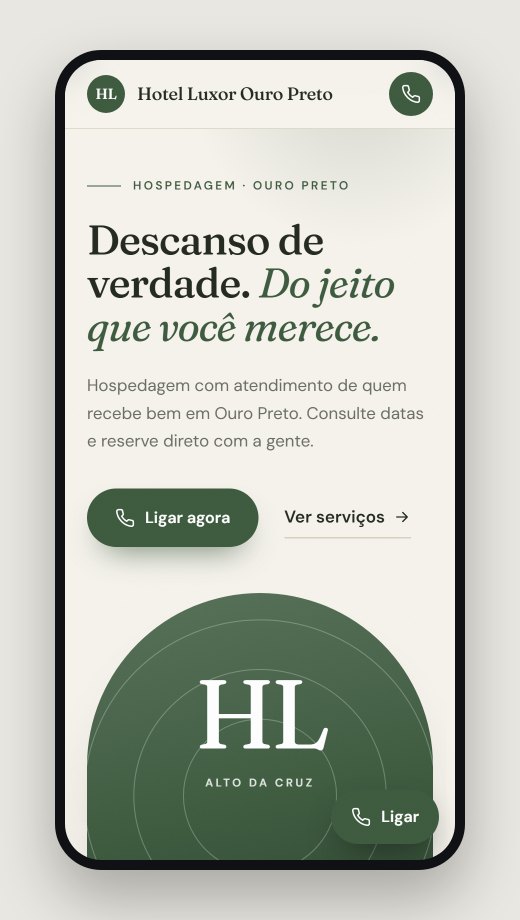 HL Hotel Luxor Ouro Preto
HOSPEDAGEM · OURO PRETO
Descanso de
verdade. Do jeito
que você merece.
Hospedagem com atendimento de quem
recebe bem em Ouro Preto. Consulte datas
e reserve direto com a gente.
Ligar agora
Ver serviços →
HL
ALTO DA CRUZ
Ligar